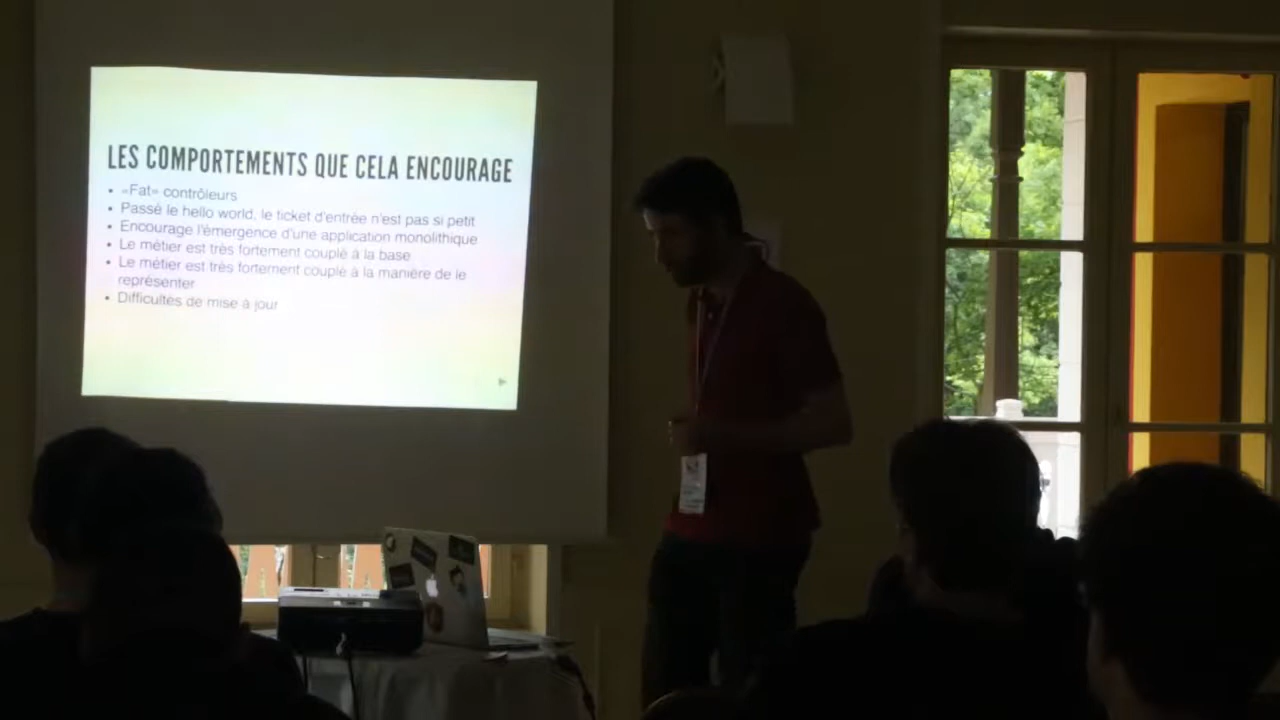 LES COMPORTEMENTS QUE CELA ENCOURAGE
• «Fat» contrôleurs
• Passé le hello world, le ticket d'entrée n'est pas si petit
• Encourage l'émergence d'une application monolithique
• Le métier est très fortement couplé à la base
• Le métier est très fortement couplé à la manière de le
représenter
• Difficultés de mise à jour